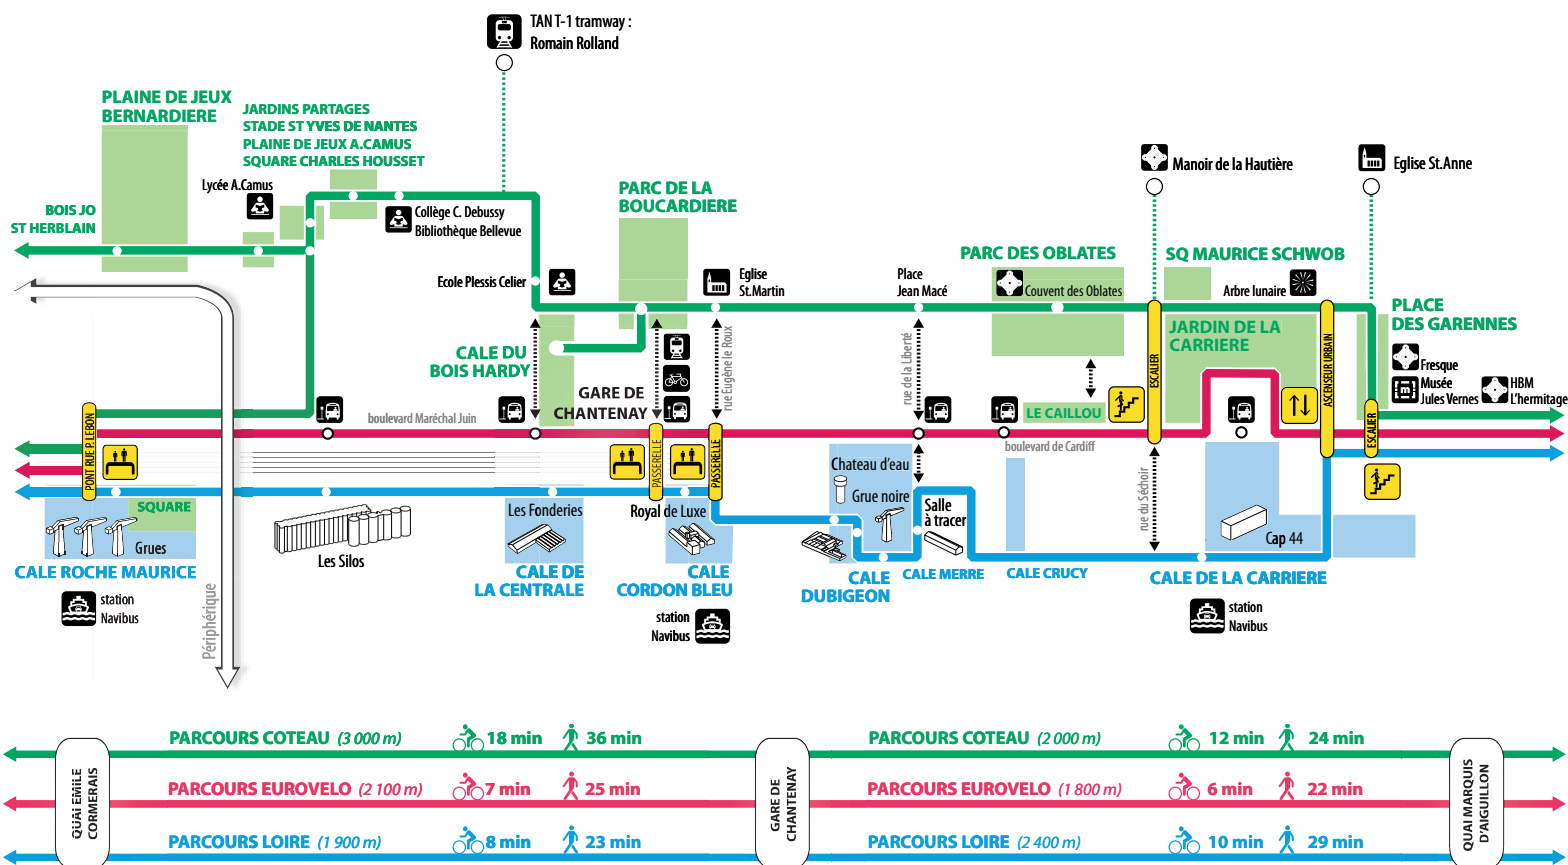 TAN T-1 tramway :
Romain Rolland
PLAINE DE JEUX
BERNARDIERE
JARDINS PARTAGES
STADE ST YVES DE NANTES
PLAINE DE JEUX A.CAMUS
SQUARE CHARLES HOUSSET
Lycée A.Camus
BOIS JO
ST HERBLAIN
Collège C. Debussy
Bibliothèque Bellevue
PARC DE LA
BOUCARDIERE
Manoir de la Hautière
Eglise St.Anne
Ecole Plessis Celier
Eglise
St.Martin
Place
Jean Macé
PARC DES OBLATES
Couvent des Oblates
SQ MAURICE SCHWOB
Arbre lunaire
PLACE
DES GARENNES
JARDIN DE LA
CARRIERE
CALE DU
BOIS HARDY
GARE DE
CHANTENAY
rue Eugène le Roux
rue de la Liberté
LE CAILLOU
ESCALIER
ASCENSEUR URBAIN
ESCALIER
Fresque
Musée
Jules Vernes
HBM
L'hermitage
boulevard Maréchal Juin
boulevard de Cardiff
PONT RUE P. LEBON
PASSERELLE
PASSERELLE
SQUARE
Grues
CALE ROCHE MAURICE
station
Navibus
Périphérique
Les Silos
Les Fonderies
CALE DE
LA CENTRALE
Royal de Luxe
CALE
CORDON BLEU
station
Navibus
Chateau d'eau
Grue noire
Salle
à tracer
CALE
DUBIGEON
CALE MERRE
CALE CRUCY
rue du Séchoir
Cap 44
CALE DE LA CARRIERE
station
Navibus
QUAI EMILE
CORMERAIS
PARCOURS COTEAU (3 000 m) 18 min 36 min
PARCOURS EUROVELO (2 100 m) 7 min 25 min
PARCOURS LOIRE (1 900 m) 8 min 23 min
GARE DE
CHANTENAY
PARCOURS COTEAU (2 000 m) 12 min 24 min
PARCOURS EUROVELO (1 800 m) 6 min 22 min
PARCOURS LOIRE (2 400 m) 10 min 29 min
QUAI MARQUIS
D'AIGUILLON